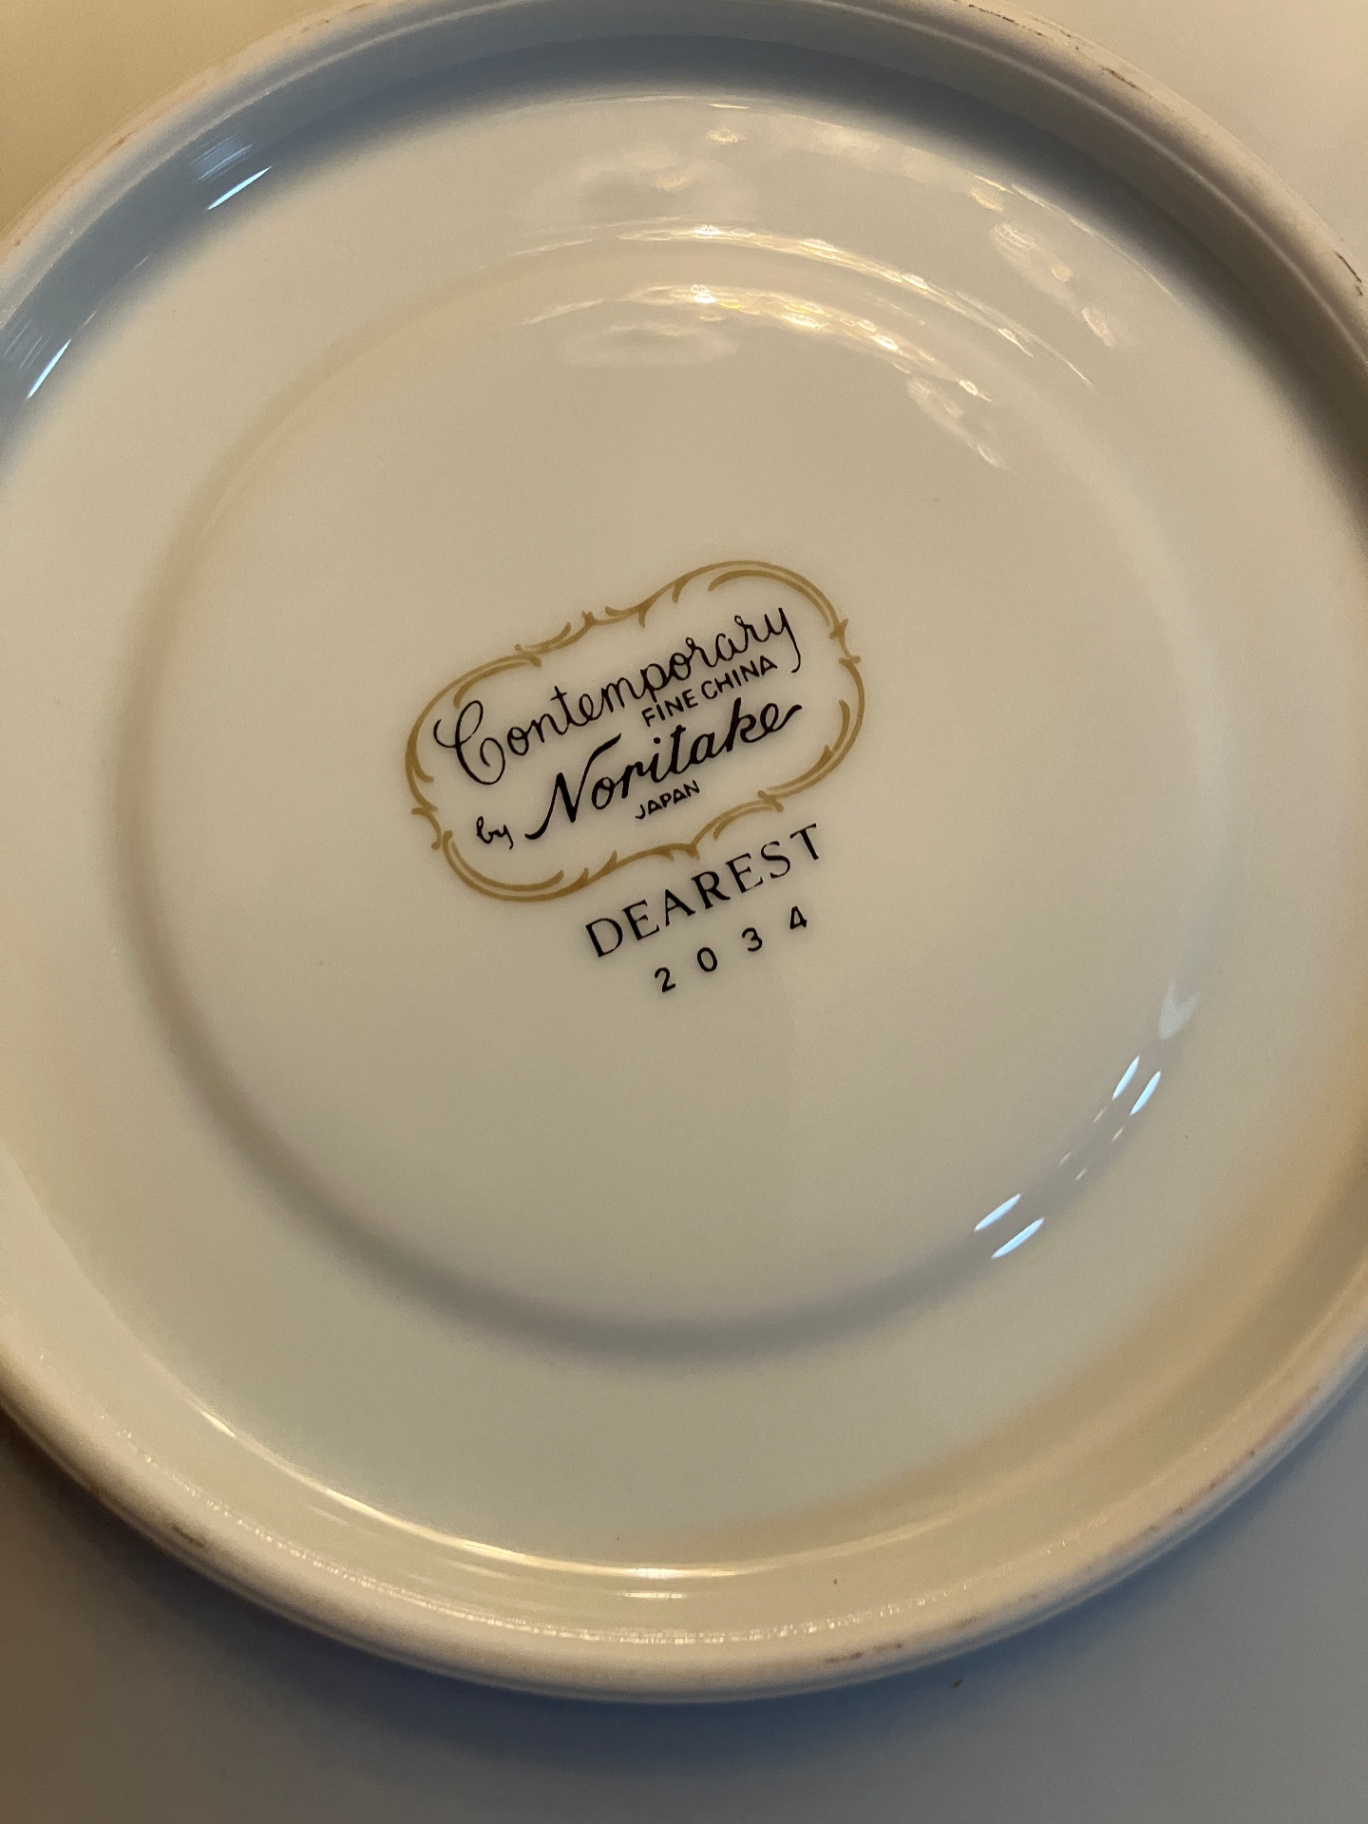 Contemporary
FINE CHINA
by Noritake
JAPAN
DEAREST
2034